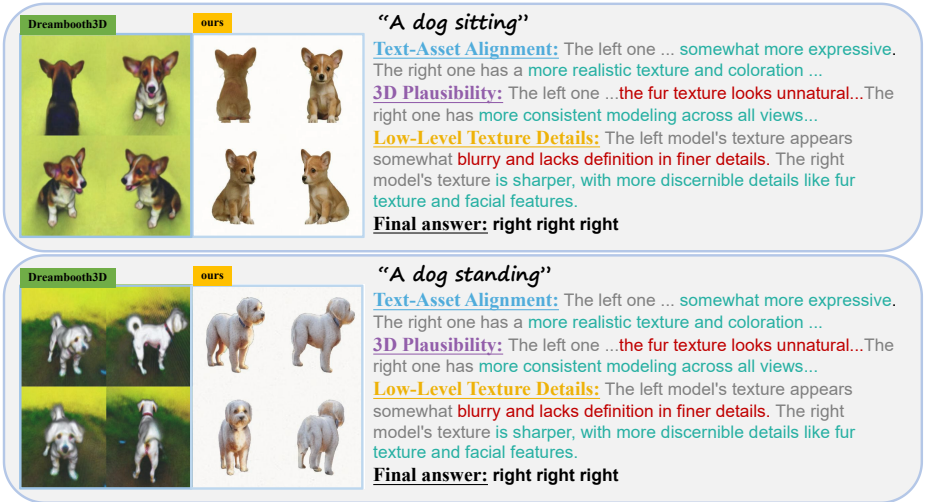 Dreambooth3D
ours
“A dog sitting”
Text-Asset Alignment: The left one ... somewhat more expressive.
The right one has a more realistic texture and coloration ...
3D Plausibility: The left one ...the fur texture looks unnatural...The
right one has more consistent modeling across all views...
Low-Level Texture Details: The left model's texture appears
somewhat blurry and lacks definition in finer details. The right
model's texture is sharper, with more discernible details like fur
texture and facial features.
Final answer: right right right
Dreambooth3D
ours
“A dog standing”
Text-Asset Alignment: The left one ... somewhat more expressive.
The right one has a more realistic texture and coloration ...
3D Plausibility: The left one ...the fur texture looks unnatural...The
right one has more consistent modeling across all views...
Low-Level Texture Details: The left model's texture appears
somewhat blurry and lacks definition in finer details. The right
model's texture is sharper, with more discernible details like fur
texture and facial features.
Final answer: right right right